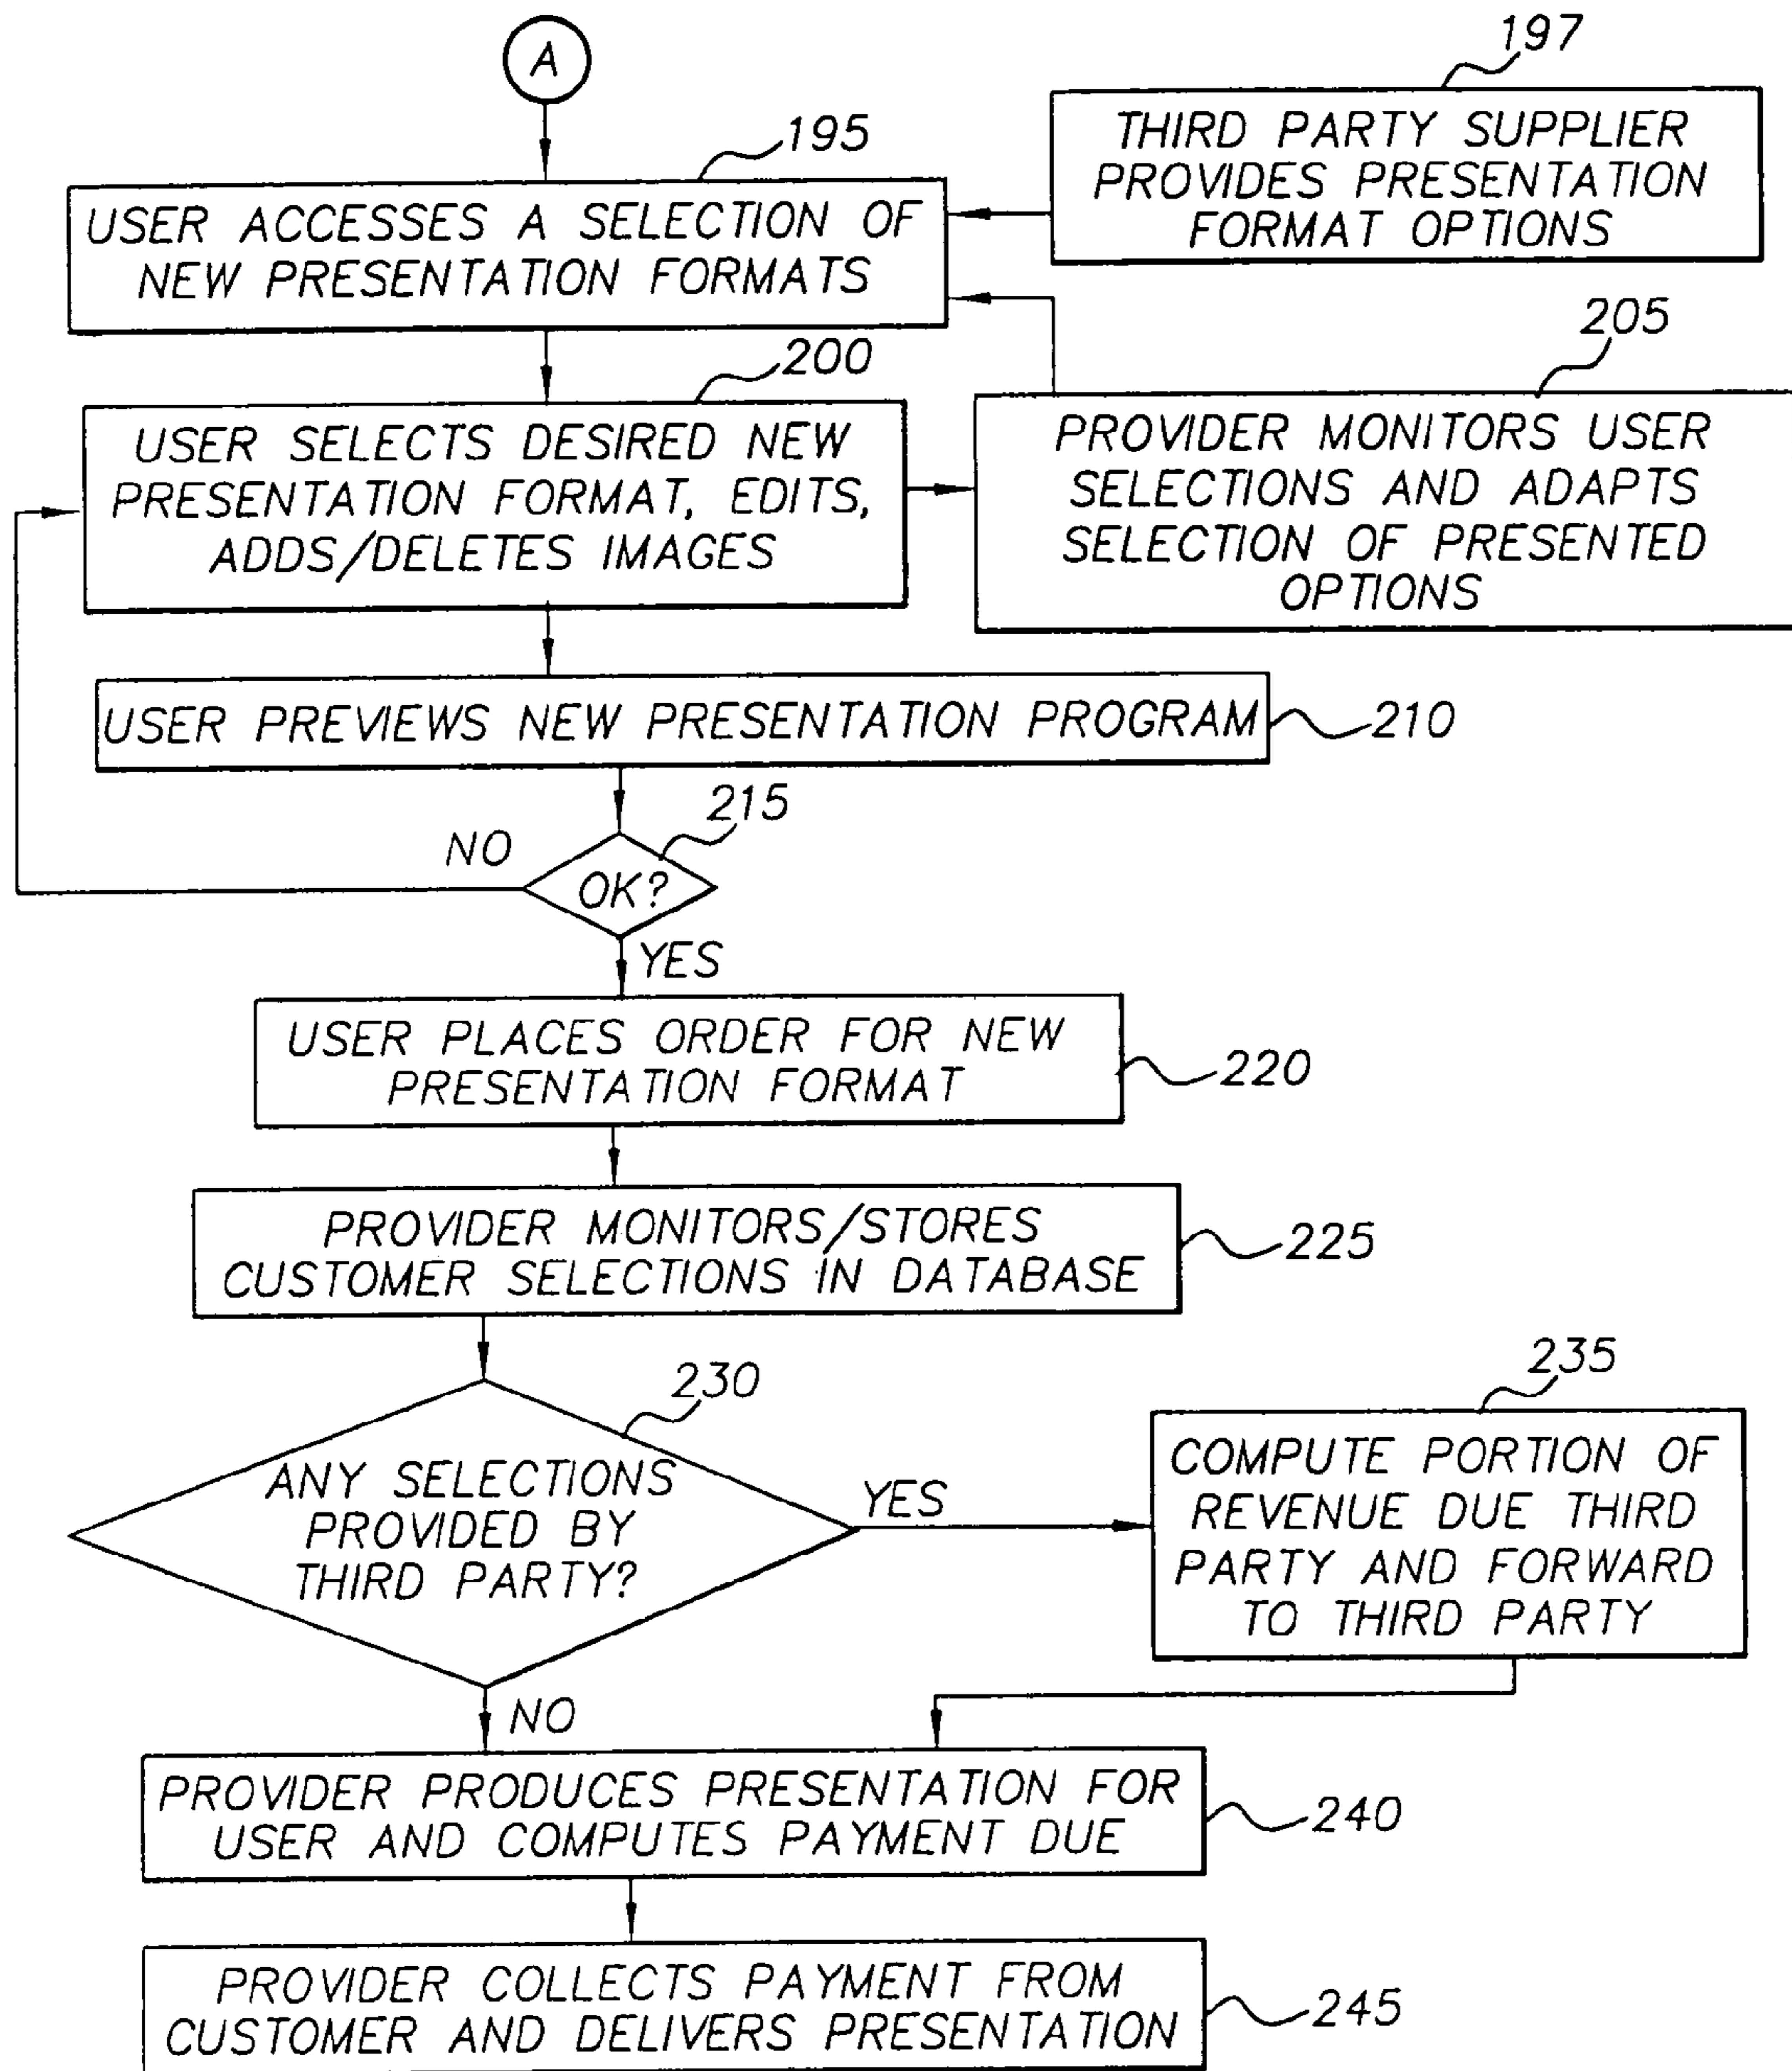 A
197
THIRD PARTY SUPPLIER
PROVIDES PRESENTATION
FORMAT OPTIONS
195
USER ACCESSES A SELECTION OF
NEW PRESENTATION FORMATS
200
USER SELECTS DESIRED NEW
PRESENTATION FORMAT, EDITS,
ADDS/DELETES IMAGES
205
PROVIDER MONITORS USER
SELECTIONS AND ADAPTS
SELECTION OF PRESENTED
OPTIONS
USER PREVIEWS NEW PRESENTATION PROGRAM
210
215
NO
OK?
YES
USER PLACES ORDER FOR NEW
PRESENTATION FORMAT
220
PROVIDER MONITORS/STORES
CUSTOMER SELECTIONS IN DATABASE
225
230
ANY SELECTIONS
PROVIDED BY
THIRD PARTY?
YES
235
COMPUTE PORTION OF
REVENUE DUE THIRD
PARTY AND FORWARD
TO THIRD PARTY
NO
PROVIDER PRODUCES PRESENTATION FOR
USER AND COMPUTES PAYMENT DUE
240
PROVIDER COLLECTS PAYMENT FROM
CUSTOMER AND DELIVERS PRESENTATION
245